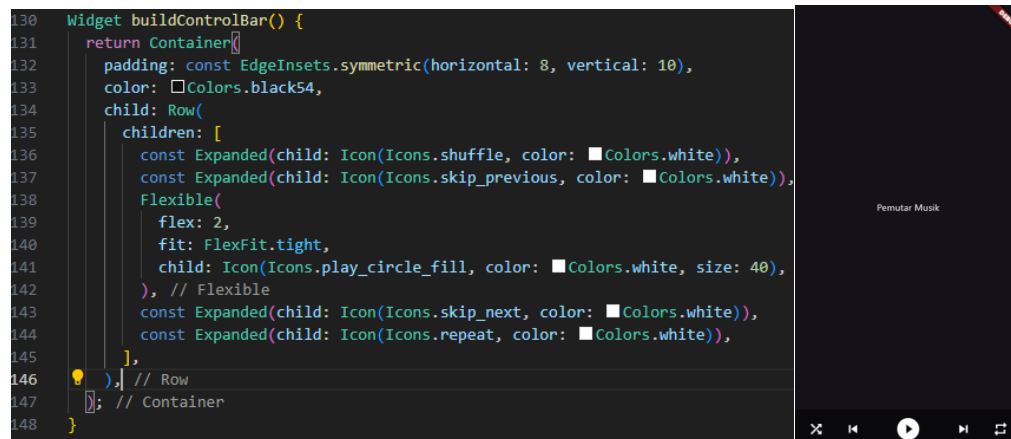 130 Widget buildControlBar() {
131 return Container(
132 padding: const EdgeInsets.symmetric(horizontal: 8, vertical: 10),
133 color: Colors.black54,
134 child: Row(
135 children: [
136 const Expanded(child: Icon(Icons.shuffle, color: Colors.white)),
137 const Expanded(child: Icon(Icons.skip_previous, color: Colors.white)),
138 Flexible(
139 flex: 2,
140 fit: FlexFit.tight,
141 child: Icon(Icons.play_circle_fill, color: Colors.white, size: 40),
142 ), // Flexible
143 const Expanded(child: Icon(Icons.skip_next, color: Colors.white)),
144 const Expanded(child: Icon(Icons.repeat, color: Colors.white)),
145 ],
146 ), // Row
147 ); // Container
148 }
Pemutar Musik